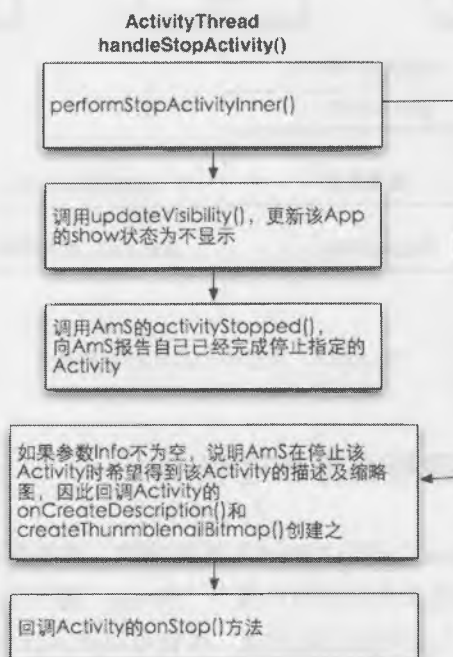 ActivityThread
handleStopActivity()
performStopActivityInner()
调用updateVisibility()，更新该App
的show状态为不显示
调用AmS的activityStopped()，
向AmS报告自己已经完成停止指定的
Activity
如果参数Info不为空，说明AmS在停止该
Activity时希望得到该Activity的描述及缩略
图，因此回调Activity的
onCreateDescription()和
createThunmblenailBitmap()创建之
回调Activity的onStop()方法